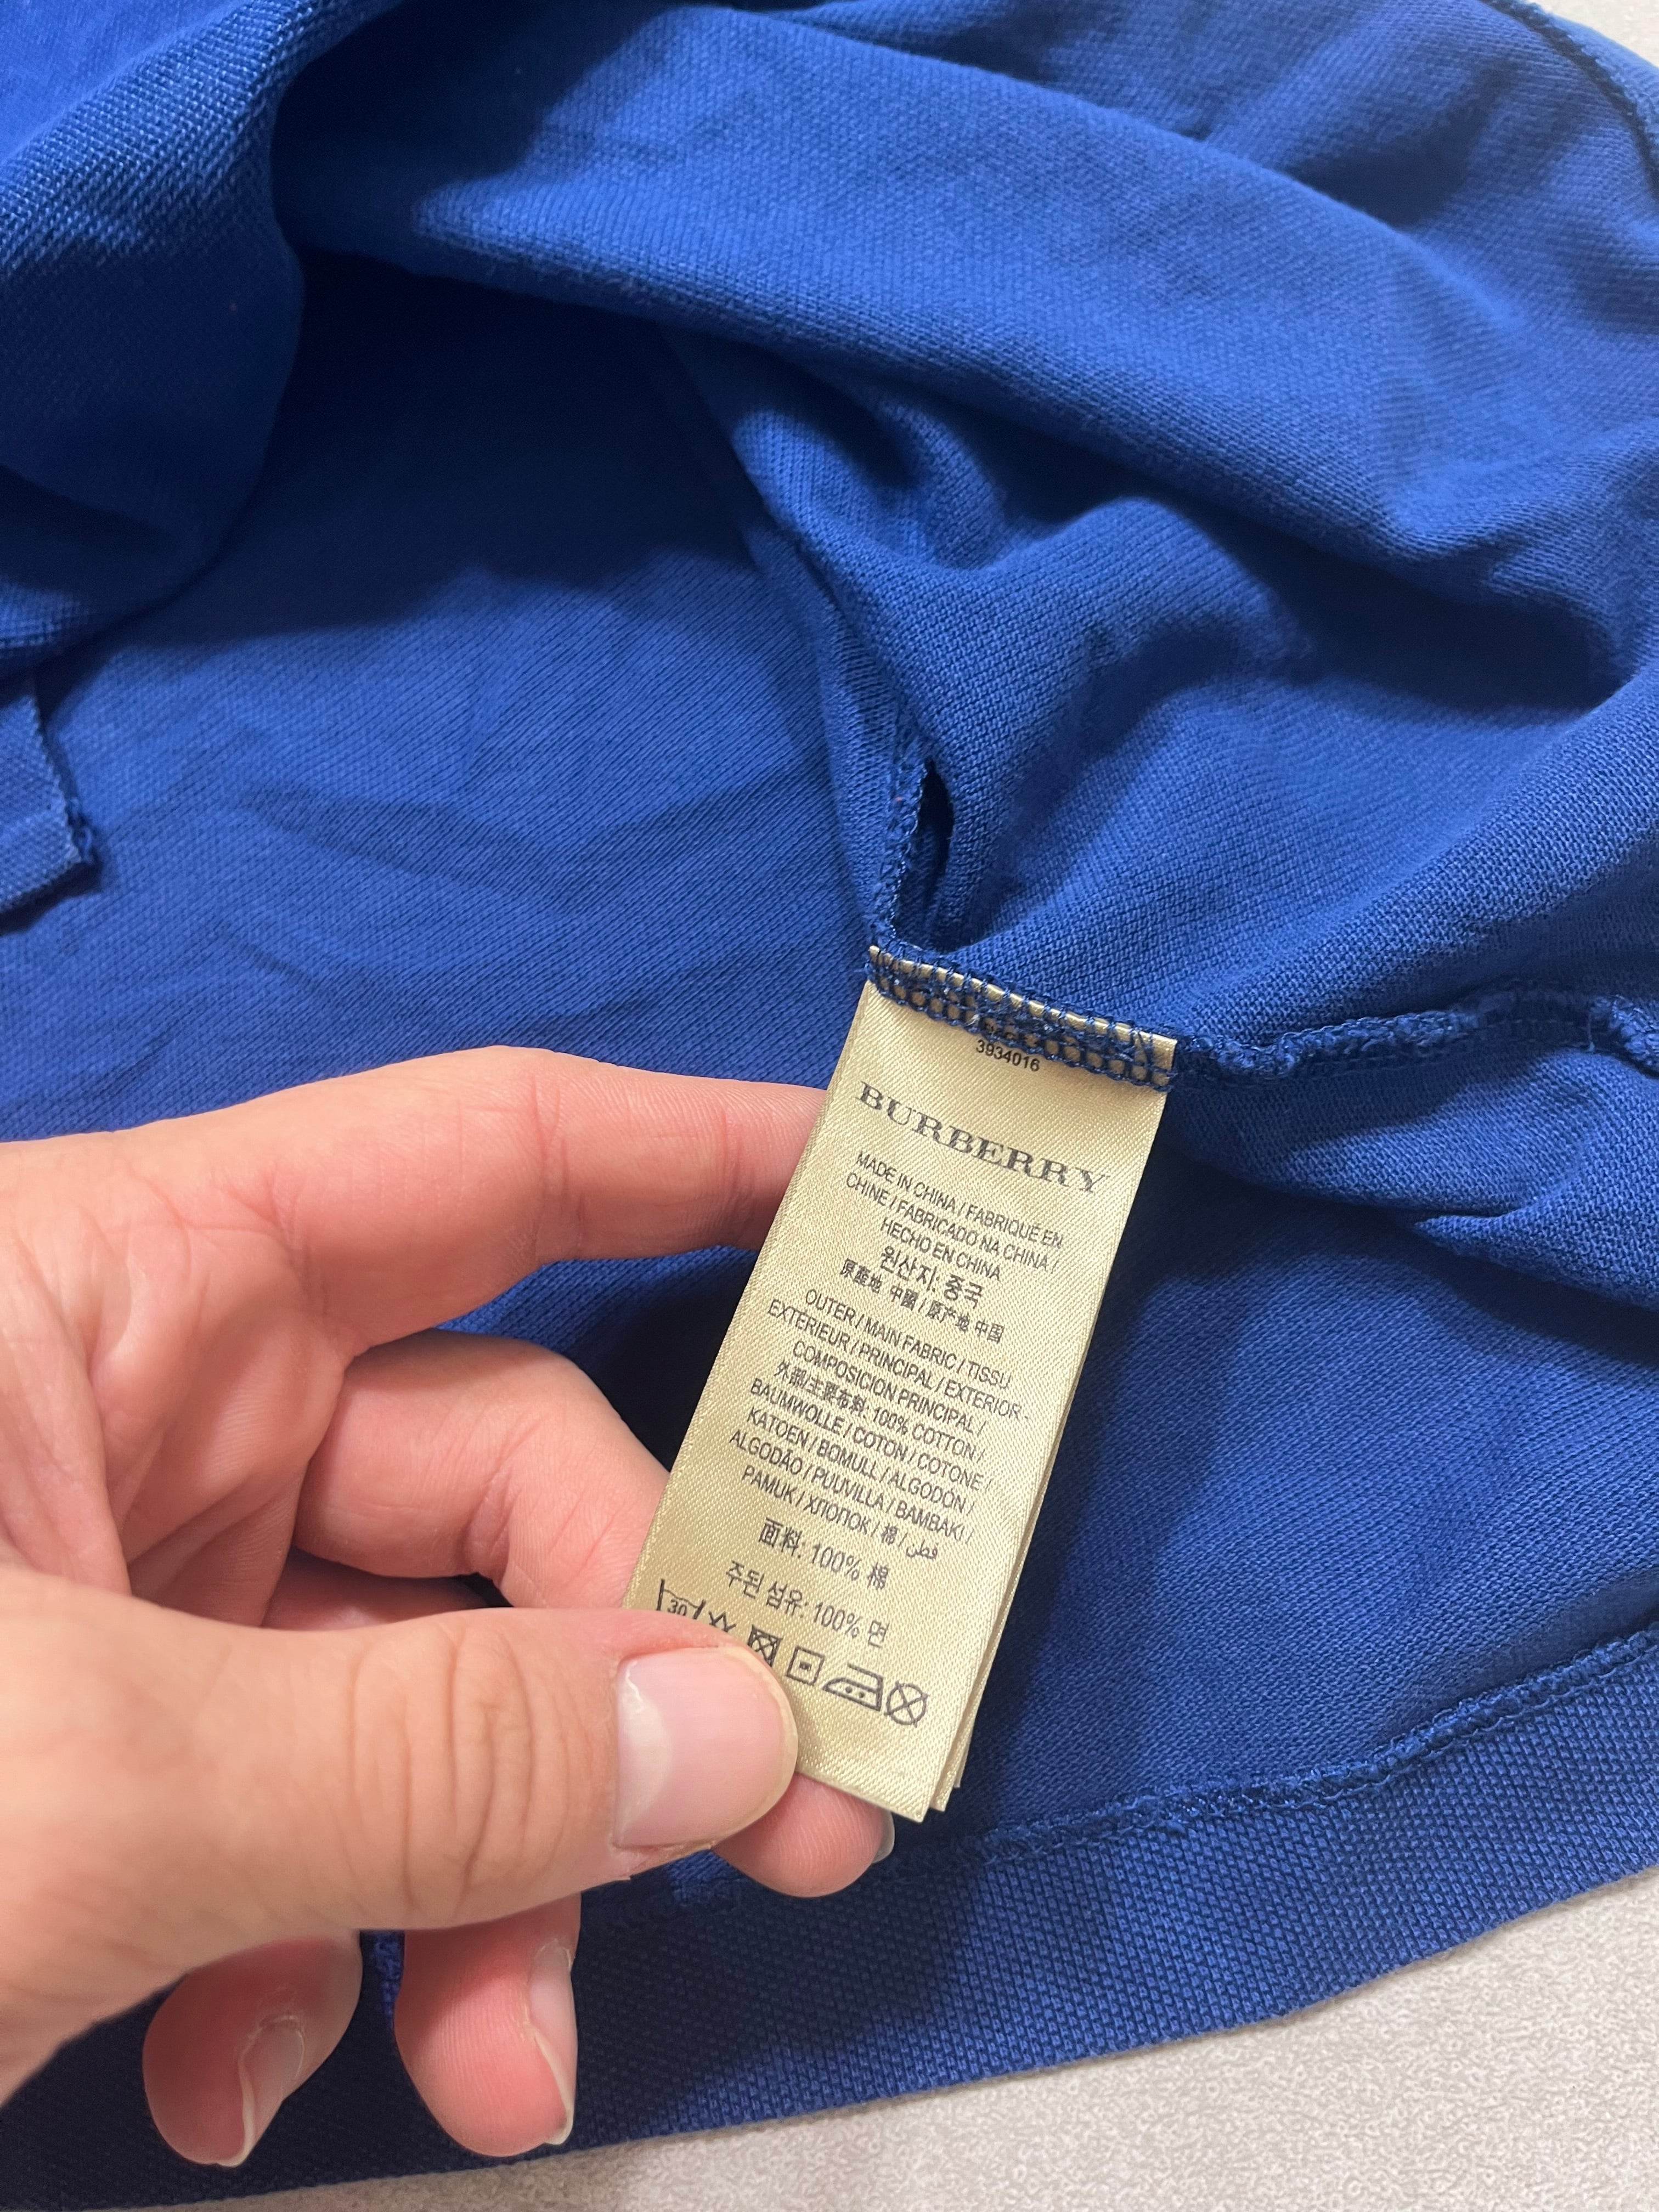 3934016
BURBERRY
MADE IN CHINA / FABRIQUÉ EN
CHINE / FABRICADO NA CHINA /
HECHO EN CHINA
원산지: 중국
原產地 中國 / 原产地 中国
OUTER / MAIN FABRIC / TISSU
EXTERIEUR / PRINCIPAL / EXTERIOR -
COMPOSICION PRINCIPAL /
外部/主要布料: 100% COTTON /
BAUMWOLLE / COTON / COTONE /
KATOEN / BOMULL / ALGODÓN /
ALGODÃO / PUUVILLA / BAMBAKI /
PAMUK / ХЛОПОК / 棉 / قطن
面料: 100% 棉
주된 섬유: 100% 면
30